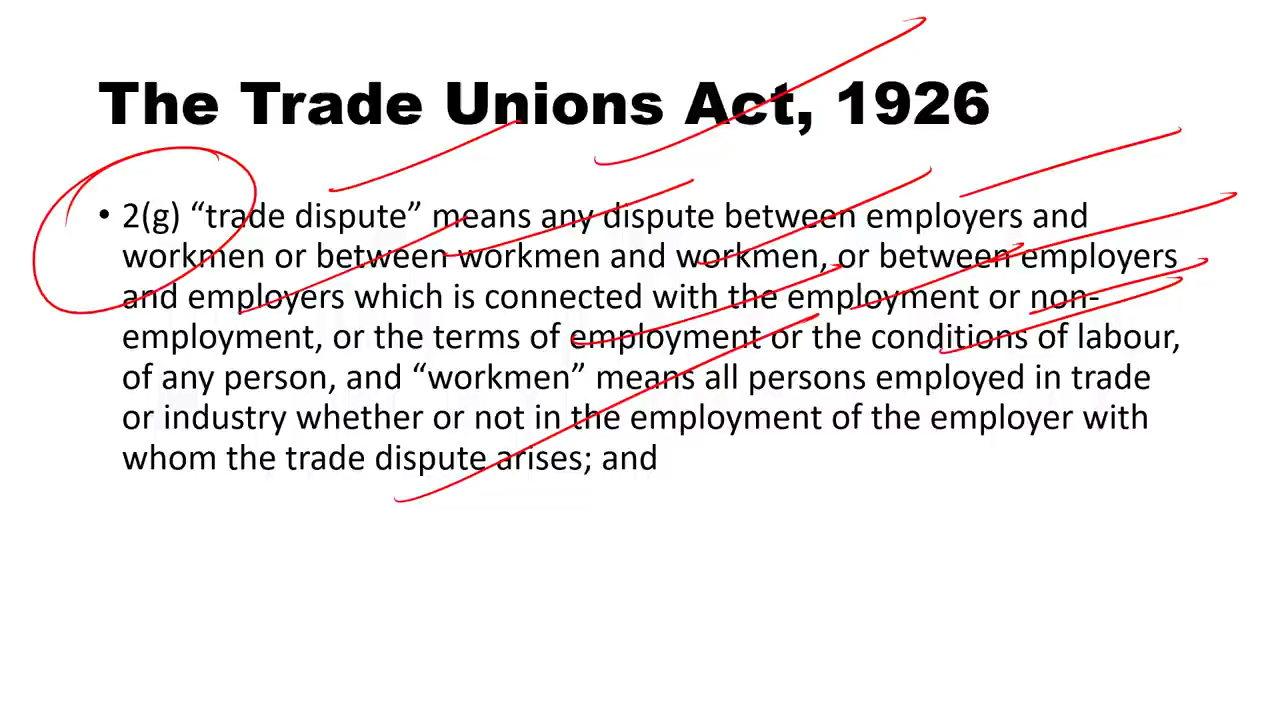 The Trade Unions Act, 1926
• 2(g) “trade dispute” means any dispute between employers and
workmen or between workmen and workmen, or between employers
and employers which is connected with the employment or non-
employment, or the terms of employment or the conditions of labour,
of any person, and “workmen” means all persons employed in trade
or industry whether or not in the employment of the employer with
whom the trade dispute arises; and